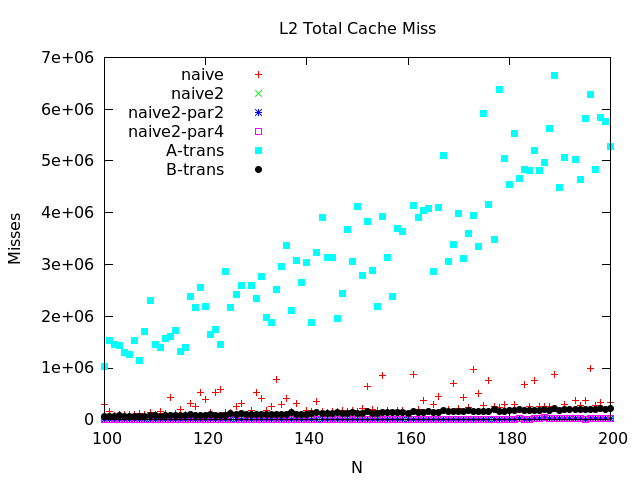 L2 Total Cache Miss
Misses
7e+06
6e+06
5e+06
4e+06
3e+06
2e+06
1e+06
0
naive
naive2
naive2-par2
naive2-par4
A-trans
B-trans
100 120 140 160 180 200
N